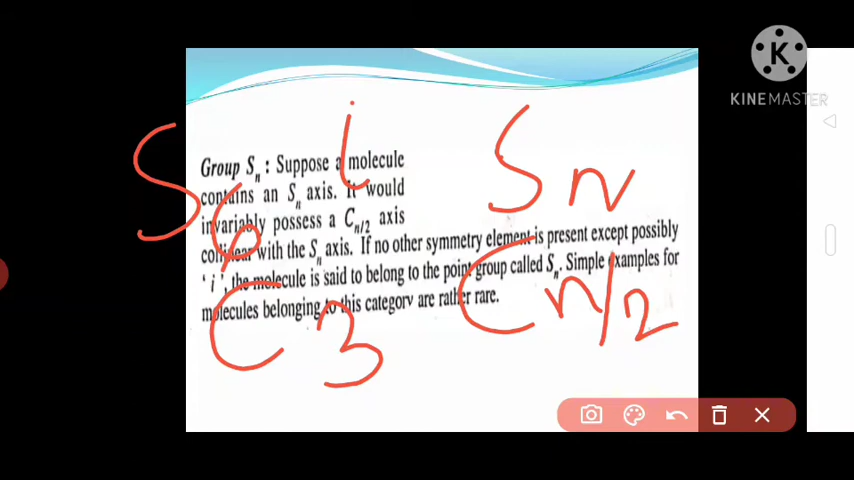 K
KINEMASTER
S6 i Sn
C3 Cn/2
Group Sn : Suppose a molecule
contains an Sn axis. It would
invariably possess a Cn/2 axis
collinear with the Sn axis. If no other symmetry element is present except possibly
‘ i ’, the molecule is said to belong to the point group called Sn. Simple examples for
molecules belonging to this category are rather rare.